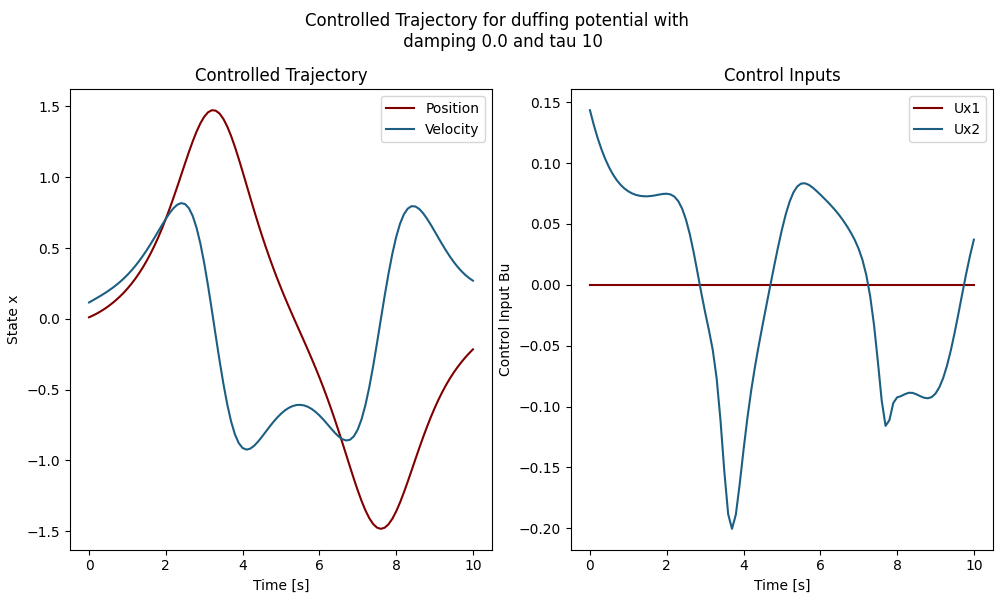 Controlled Trajectory for duffing potential with
damping 0.0 and tau 10
Controlled Trajectory
State x
1.5
1.0
0.5
0.0
−0.5
−1.0
−1.5
Position
Velocity
0 2 4 6 8 10
Time [s]
Control Inputs
Control Input Bu
0.15
0.10
0.05
0.00
−0.05
−0.10
−0.15
−0.20
Ux1
Ux2
0 2 4 6 8 10
Time [s]